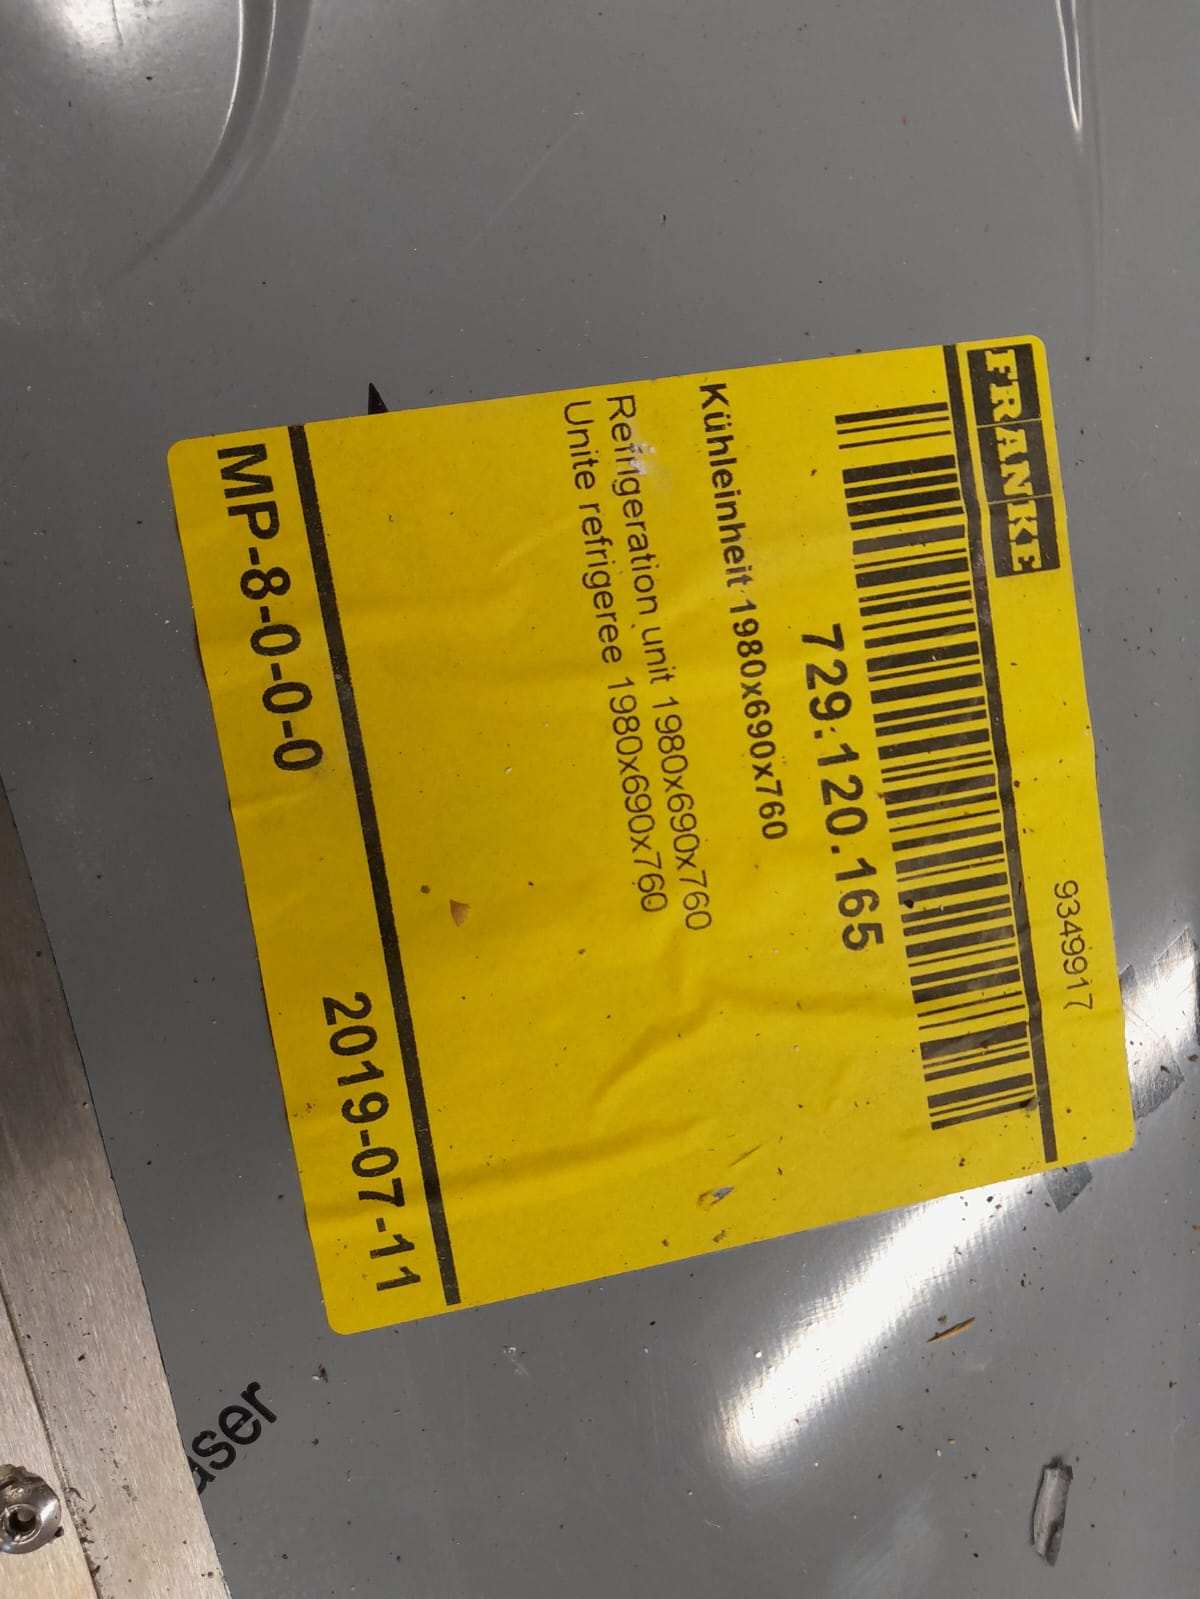 FRANKE
9349917
729.120.165
Kühleinheit 1980x690x760
Refrigeration unit 1980x690x760
Unite refrigeree 1980x690x760
MP-8-0-0-0
2019-07-11